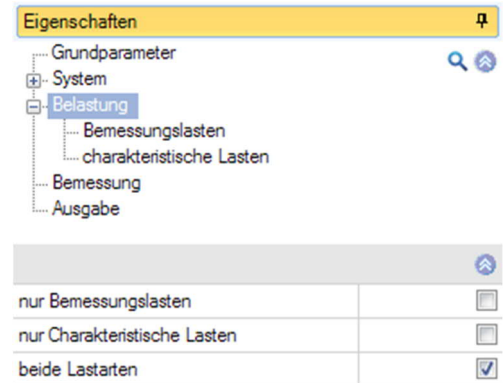 Eigenschaften
Grundparameter
System
Belastung
Bemessungslasten
charakteristische Lasten
Bemessung
Ausgabe
nur Bemessungslasten
nur Charakteristische Lasten
beide Lastarten